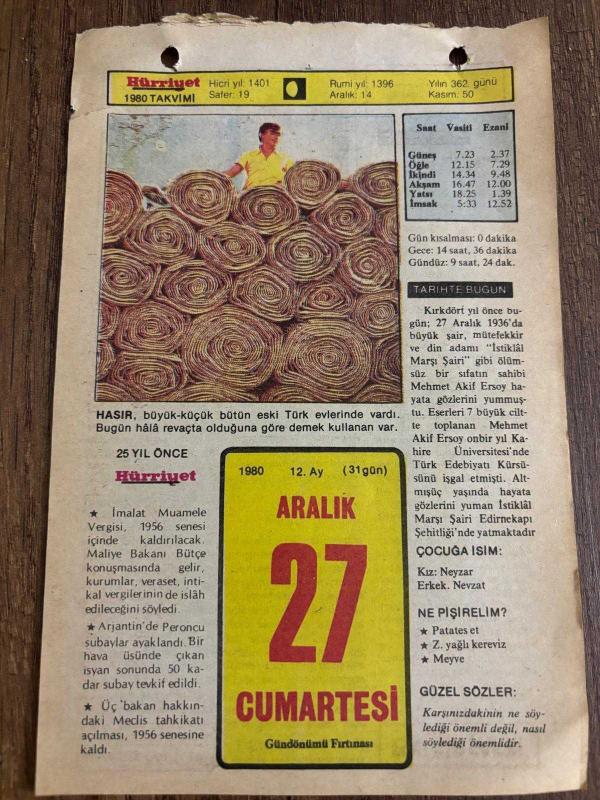 Hürriyet
1980 TAKVİMİ
Hicri yıl: 1401
Safer: 19
Rumi yıl: 1396
Aralık: 14
Yılın 362. günü
Kasım: 50
Saat Vasiti Ezani
Güneş 7.23 2.37
Öğle 12.15 7.29
İkindi 14.34 9.48
Akşam 16.47 12.00
Yatsı 18.25 1.39
İmsak 5:33 12.52
Gün kısalması: 0 dakika
Gece: 14 saat, 36 dakika
Gündüz: 9 saat, 24 dak.
TARIHTE BUGUN
Kırkdört yıl önce bu-
gün; 27 Aralık 1936'da
büyük şair, mütefekkir
ve din adamı "İstiklâl
Marşı Şairi" gibi ölüm-
süz bir sıfatın sahibi
Mehmet Akif Ersoy ha-
yata gözlerini yummuş-
tu. Eserleri 7 büyük cilt-
te toplanan Mehmet
Akif Ersoy onbir yıl Ka-
hire Üniversitesi'nde
Türk Edebiyatı Kürsü-
sünü işgal etmişti. Alt-
mışüç yaşında hayata
gözlerini yuman İstiklâl
Marşı Şairi Edirnekapı
Şehitliği'nde yatmaktadır
HASIR, büyük-küçük bütün eski Türk evlerinde vardı.
Bugün hâlâ revaçta olduğuna göre demek kullanan var.
25 YIL ÖNCE
Hürriyet
★ İmalat Muamele
Vergisi, 1956 senesi
içinde kaldırılacak.
Maliye Bakanı Bütçe
konuşmasında gelir,
kurumlar, veraset, inti-
kal vergilerinin de islâh
edileceğini söyledi.
★ Arjantin'de Peroncu
subaylar ayaklandı. Bir
hava üsünde çıkan
isyan sonunda 50 ka-
dar subay tevkif edildi.
★ Üç bakan hakkın-
daki Meclis tahkikatı
açılması, 1956 senesine
kaldı.
1980 12. Ay (31 gün)
ARALIK
27
CUMARTESİ
Gündönümü Fırtınası
ÇOCUĞA İSİM:
Kız: Neyzar
Erkek. Nevzat
NE PİŞİRELİM?
★ Patates et
★ Z. yağlı kereviz
★ Meyve
GÜZEL SÖZLER:
Karşınızdakinin ne söy-
lediği önemli değil, nasıl
söylediği önemlidir.